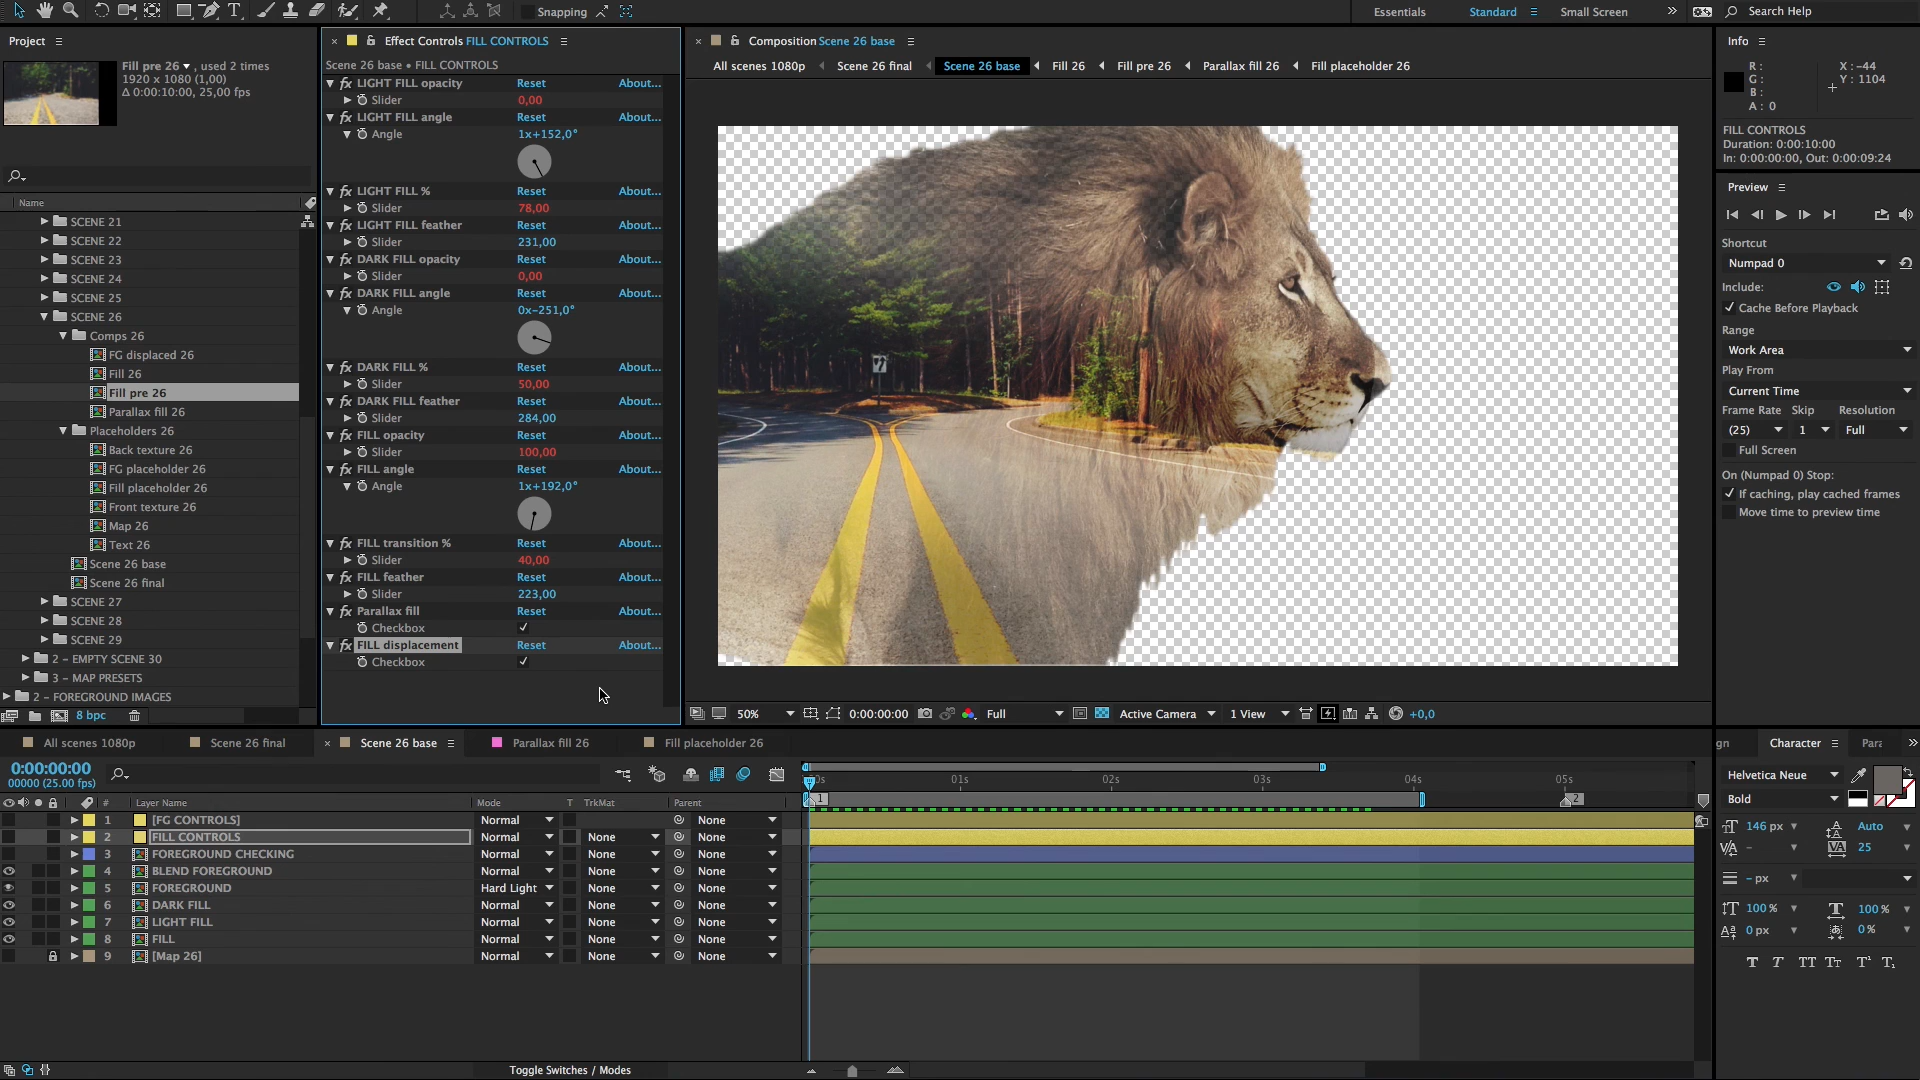 Snapping
Essentials
Standard
Small Screen
Search Help
Project
Fill pre 26 , used 2 times
1920 x 1080 (1,00)
Δ 0:00:10:00, 25,00 fps
Name
SCENE 21
SCENE 22
SCENE 23
SCENE 24
SCENE 25
SCENE 26
Comps 26
FG displaced 26
Fill 26
Fill pre 26
Parallax fill 26
Placeholders 26
Back texture 26
FG placeholder 26
Fill placeholder 26
Front texture 26
Map 26
Text 26
Scene 26 base
Scene 26 final
SCENE 27
SCENE 28
SCENE 29
2 – EMPTY SCENE 30
3 – MAP PRESETS
2 – FOREGROUND IMAGES
8 bpc
Effect Controls FILL CONTROLS
Scene 26 base • FILL CONTROLS
fx LIGHT FILL opacity Reset About...
Slider 0,00
fx LIGHT FILL angle Reset About...
Angle 1x+152,0°
fx LIGHT FILL % Reset About...
Slider 78,00
fx LIGHT FILL feather Reset About...
Slider 231,00
fx DARK FILL opacity Reset About...
Slider 0,00
fx DARK FILL angle Reset About...
Angle 0x-251,0°
fx DARK FILL % Reset About...
Slider 50,00
fx DARK FILL feather Reset About...
Slider 284,00
fx FILL opacity Reset About...
Slider 100,00
fx FILL angle Reset About...
Angle 1x+192,0°
fx FILL transition % Reset About...
Slider 40,00
fx FILL feather Reset About...
Slider 223,00
fx Parallax fill Reset About...
Checkbox
fx FILL displacement Reset About...
Checkbox
Composition Scene 26 base
All scenes 1080p Scene 26 final Scene 26 base Fill 26 Fill pre 26 Parallax fill 26 Fill placeholder 26
50% 0:00:00:00 Full Active Camera 1 View +0,0
Info
R :
G :
B :
A : 0
X : -44
Y : 1104
FILL CONTROLS
Duration: 0:00:10:00
In: 0:00:00:00, Out: 0:00:09:24
Preview
Shortcut
Numpad 0
Include:
Cache Before Playback
Range
Work Area
Play From
Current Time
Frame Rate Skip Resolution
(25) 1 Full
Full Screen
On (Numpad 0) Stop:
If caching, play cached frames
Move time to preview time
All scenes 1080p Scene 26 final Scene 26 base Parallax fill 26 Fill placeholder 26
0:00:00:00
00000 (25.00 fps)
01s 02s 03s 04s 05s
1 2
# Layer Name Mode T TrkMat Parent
1 [FG CONTROLS] Normal None
2 FILL CONTROLS Normal None None
3 FOREGROUND CHECKING Normal None None
4 BLEND FOREGROUND Normal None None
5 FOREGROUND Hard Light None None
6 DARK FILL Normal None None
7 LIGHT FILL Normal None None
8 FILL Normal None None
9 [Map 26] Normal None None
Toggle Switches / Modes
gn Character Para
Helvetica Neue
Bold
146 px Auto
– 25
– px
100 % 100 %
0 px 0 %
T T TT Tт T¹ T₁